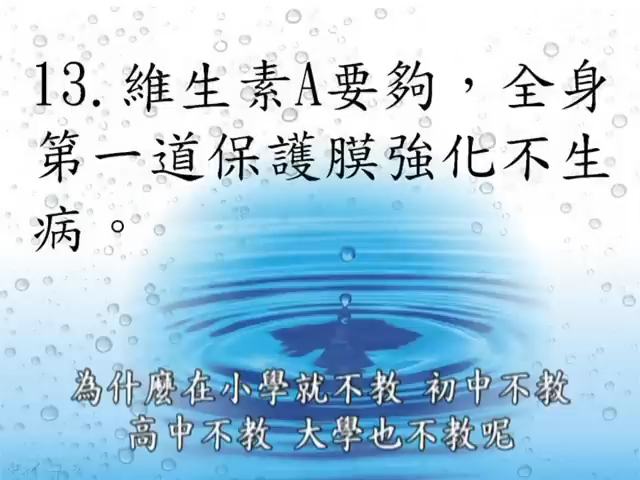 13.維生素A要夠，全身
第一道保護膜強化不生
病。
為什麼在小學就不教 初中不教
高中不教 大學也不教呢